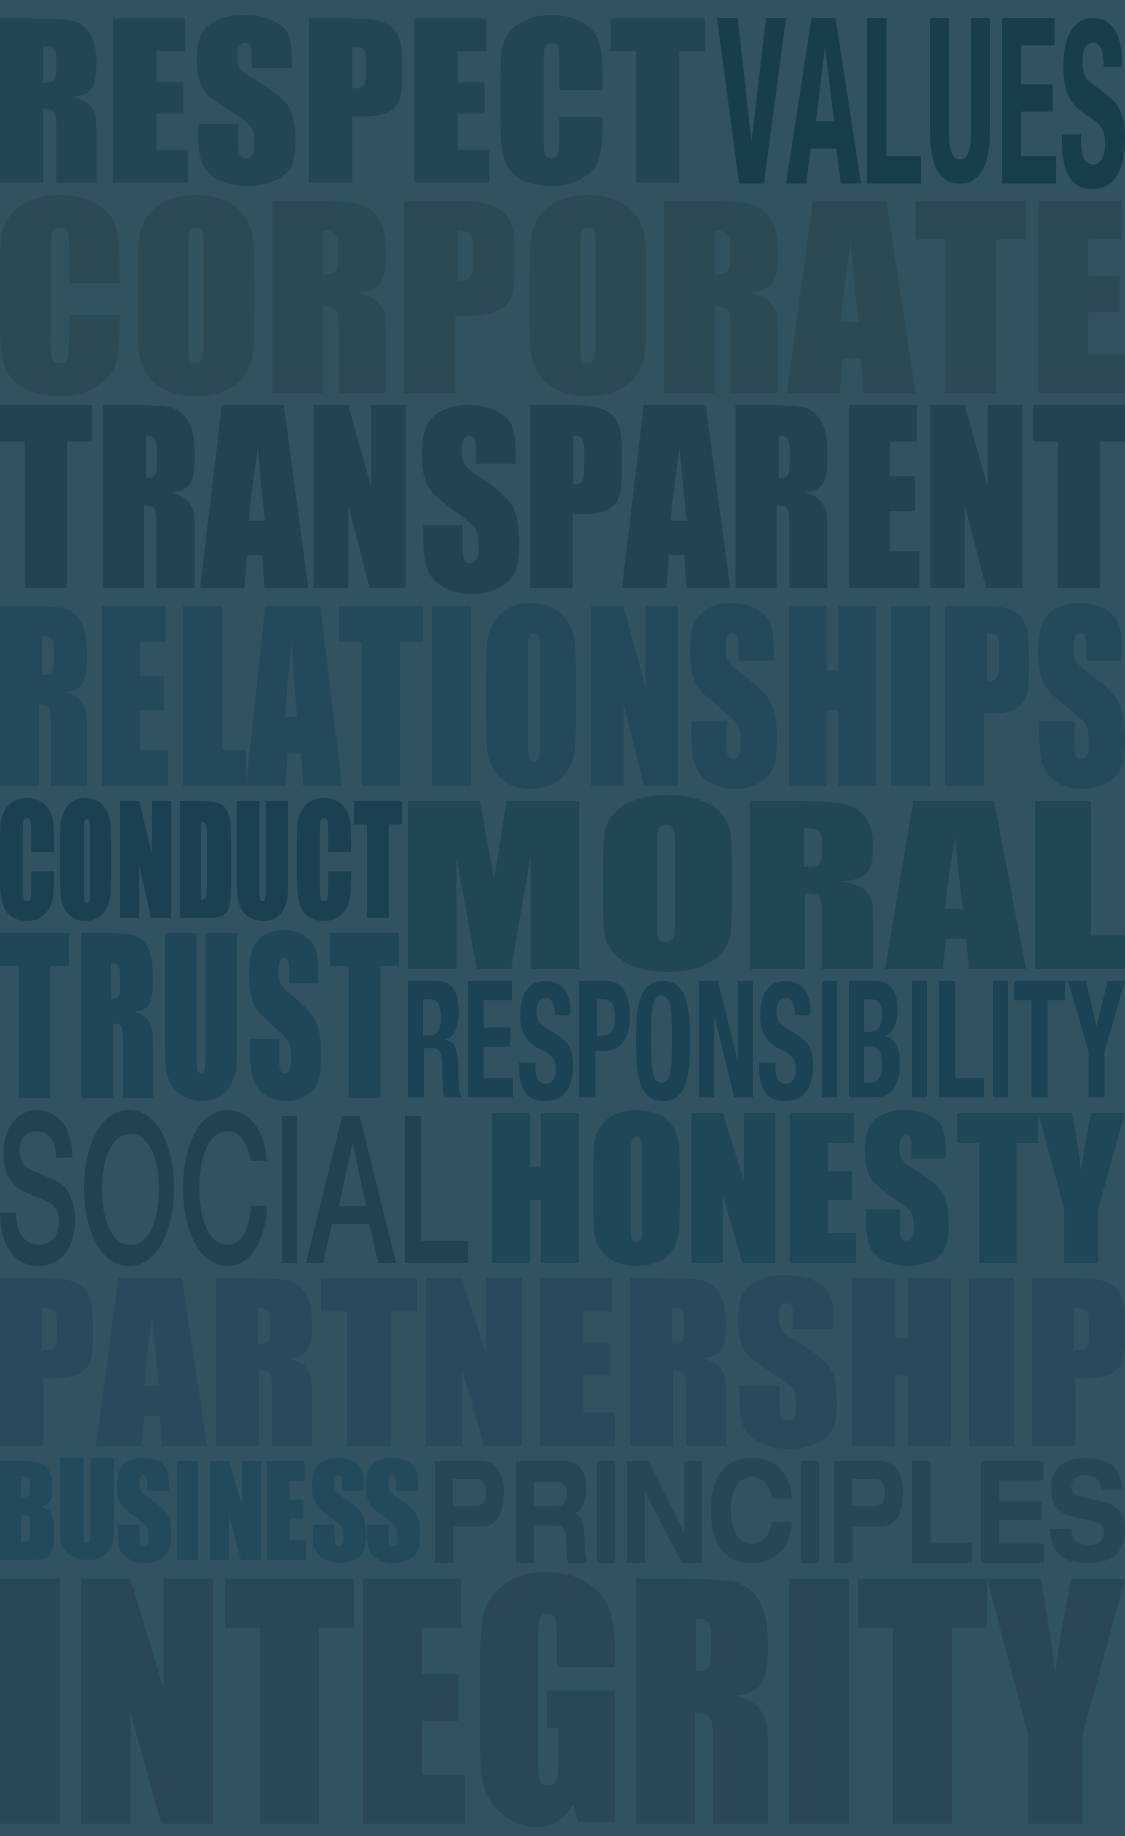 RESPECT VALUES
CORPORATE
TRANSPARENT
RELATIONSHIPS
CONDUCT MORAL
TRUST RESPONSIBILITY
SOCIAL HONESTY
PARTNERSHIP
BUSINESS PRINCIPLES
INTEGRITY